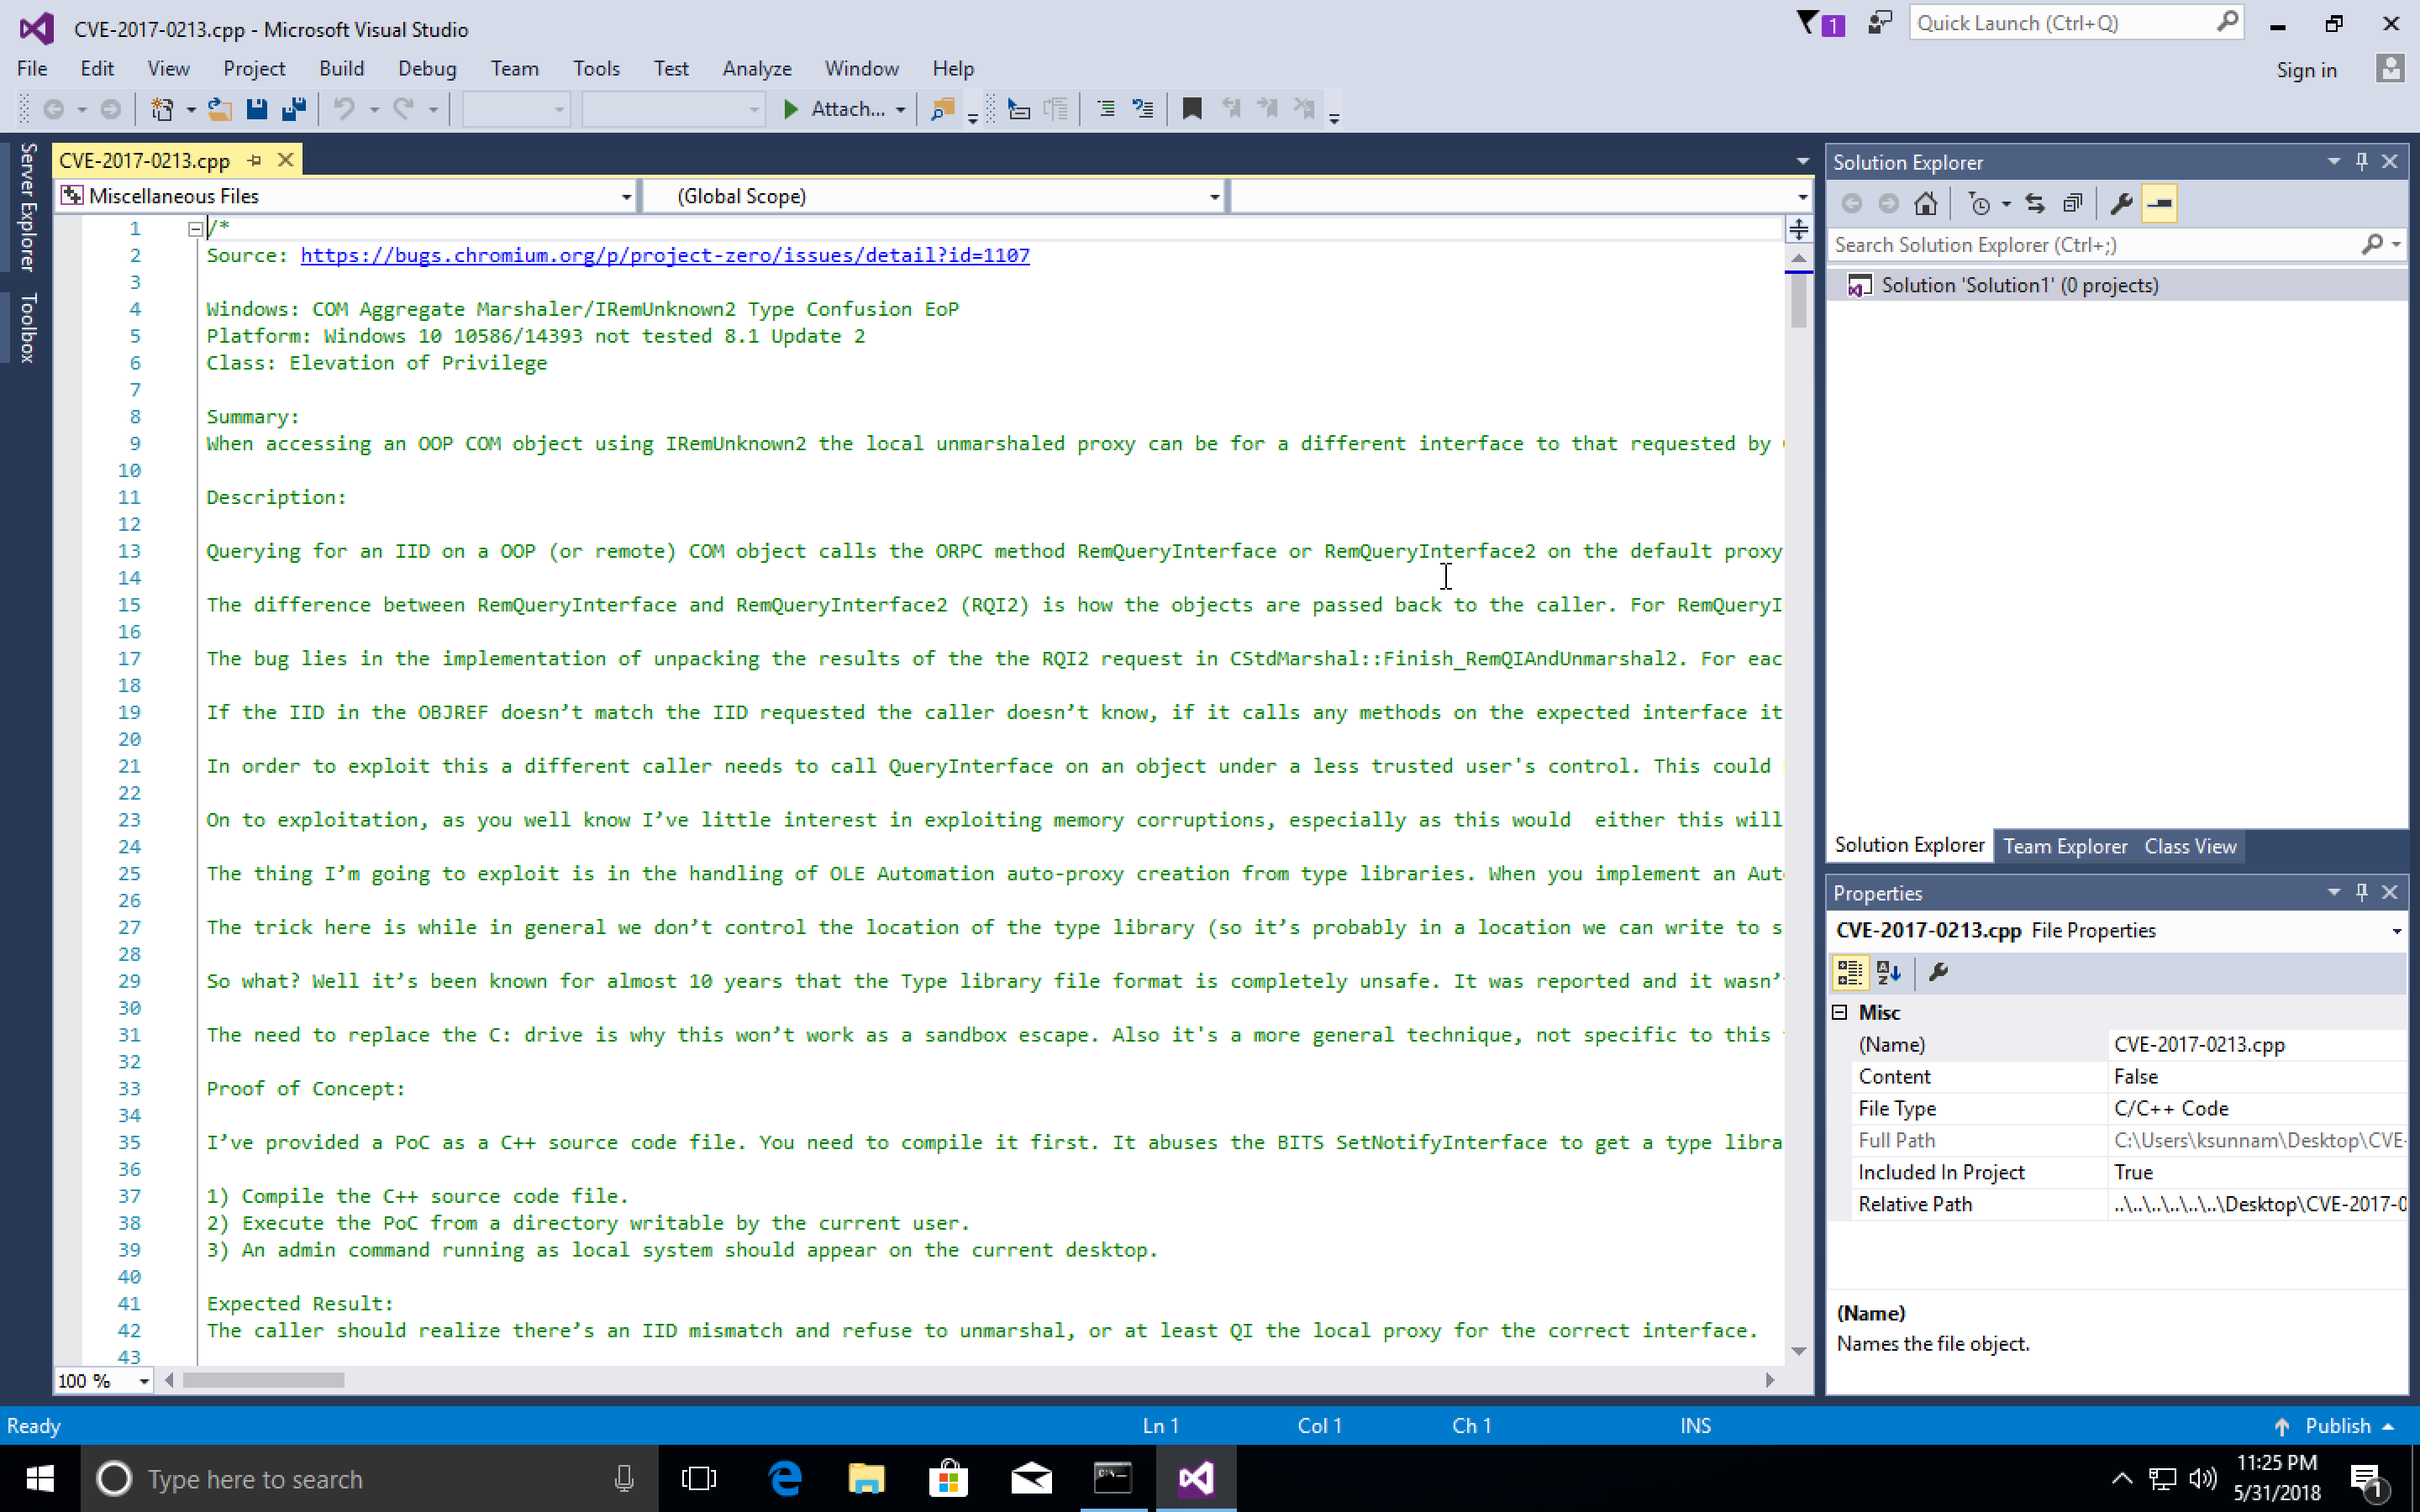 CVE-2017-0213.cpp - Microsoft Visual Studio
1
Quick Launch (Ctrl+Q)
File Edit View Project Build Debug Team Tools Test Analyze Window Help
Sign in
Attach...
Server Explorer
Toolbox
CVE-2017-0213.cpp
Miscellaneous Files
(Global Scope)
1 /*
2 Source: https://bugs.chromium.org/p/project-zero/issues/detail?id=1107
3
4 Windows: COM Aggregate Marshaler/IRemUnknown2 Type Confusion EoP
5 Platform: Windows 10 10586/14393 not tested 8.1 Update 2
6 Class: Elevation of Privilege
7
8 Summary:
9 When accessing an OOP COM object using IRemUnknown2 the local unmarshaled proxy can be for a different interface to that requested by
10
11 Description:
12
13 Querying for an IID on a OOP (or remote) COM object calls the ORPC method RemQueryInterface or RemQueryInterface2 on the default proxy
14
15 The difference between RemQueryInterface and RemQueryInterface2 (RQI2) is how the objects are passed back to the caller. For RemQueryI
16
17 The bug lies in the implementation of unpacking the results of the the RQI2 request in CStdMarshal::Finish_RemQIAndUnmarshal2. For eac
18
19 If the IID in the OBJREF doesn’t match the IID requested the caller doesn’t know, if it calls any methods on the expected interface it
20
21 In order to exploit this a different caller needs to call QueryInterface on an object under a less trusted user's control. This could
22
23 On to exploitation, as you well know I’ve little interest in exploiting memory corruptions, especially as this would  either this will
24
25 The thing I’m going to exploit is in the handling of OLE Automation auto-proxy creation from type libraries. When you implement an Aut
26
27 The trick here is while in general we don’t control the location of the type library (so it’s probably in a location we can write to s
28
29 So what? Well it’s been known for almost 10 years that the Type library file format is completely unsafe. It was reported and it wasn’
30
31 The need to replace the C: drive is why this won’t work as a sandbox escape. Also it's a more general technique, not specific to this
32
33 Proof of Concept:
34
35 I’ve provided a PoC as a C++ source code file. You need to compile it first. It abuses the BITS SetNotifyInterface to get a type libra
36
37 1) Compile the C++ source code file.
38 2) Execute the PoC from a directory writable by the current user.
39 3) An admin command running as local system should appear on the current desktop.
40
41 Expected Result:
42 The caller should realize there’s an IID mismatch and refuse to unmarshal, or at least QI the local proxy for the correct interface.
43
100 %
Solution Explorer
Search Solution Explorer (Ctrl+;)
Solution 'Solution1' (0 projects)
Solution Explorer Team Explorer Class View
Properties
CVE-2017-0213.cpp File Properties
Misc
(Name) CVE-2017-0213.cpp
Content False
File Type C/C++ Code
Full Path C:\Users\ksunnam\Desktop\CVE-
Included In Project True
Relative Path ..\..\..\..\..\..\Desktop\CVE-2017-0
(Name)
Names the file object.
Ready Ln 1 Col 1 Ch 1 INS Publish
Type here to search
11:25 PM
5/31/2018
1